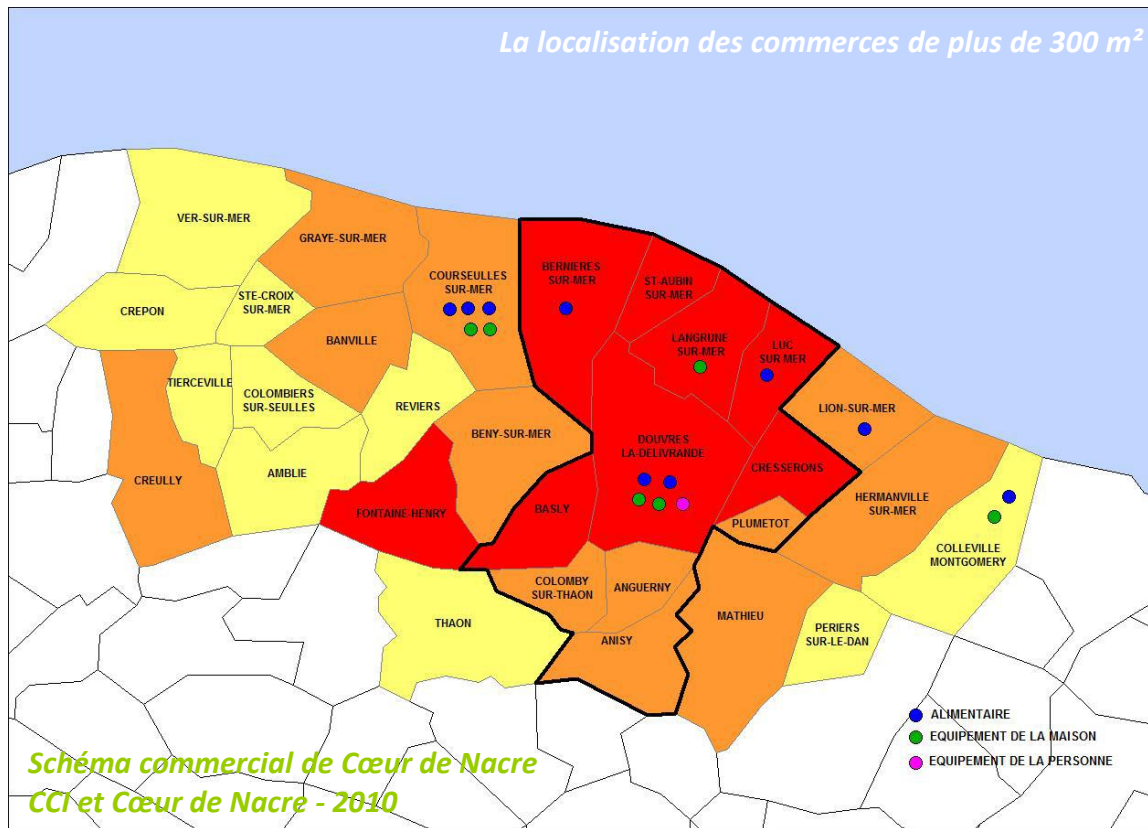 La localisation des commerces de plus de 300 m²
VER-SUR-MER
GRAYE-SUR-MER
COURSEULLES
SUR-MER
BERNIERES
SUR-MER
ST-AUBIN
SUR-MER
STE-CROIX
SUR-MER
CREPON
BANVILLE
LANGRUNE
SUR-MER
LUC
SUR-MER
TIERCEVILLE
COLOMBIERS
SUR-SEULLES
REVIERS
LION-SUR-MER
BENY-SUR-MER
DOUVRES
LA-DELIVRANDE
CREULLY
AMBLIE
CRESSERONS
FONTAINE-HENRY
BASLY
HERMANVILLE
SUR-MER
PLUMETOT
COLLEVILLE
MONTGOMERY
COLOMBY
SUR-THAON
ANGUERNY
THAON
ANISY
MATHIEU
PERIERS
SUR-LE-DAN
ALIMENTAIRE
EQUIPEMENT DE LA MAISON
EQUIPEMENT DE LA PERSONNE
Schéma commercial de Cœur de Nacre
CCI et Cœur de Nacre - 2010